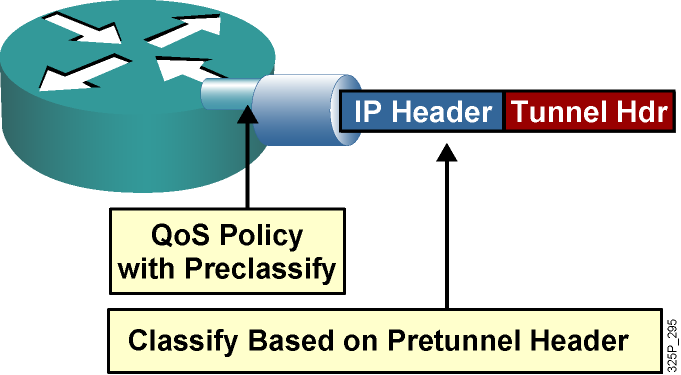 IP Header Tunnel Hdr
QoS Policy
with Preclassify
Classify Based on Pretunnel Header
325P_295